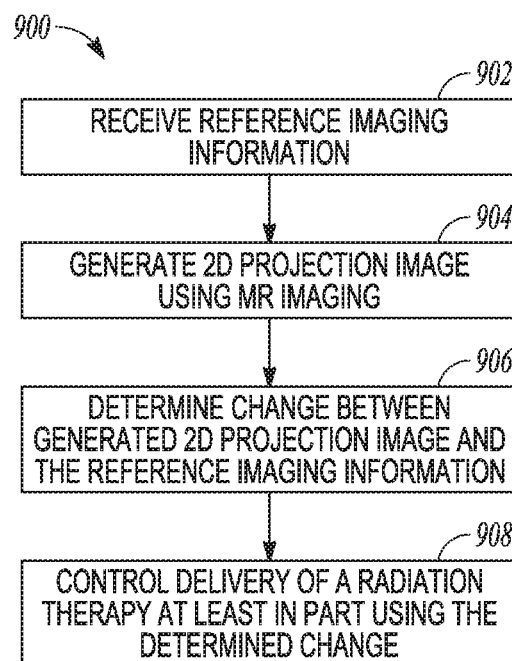 900
902
RECEIVE REFERENCE IMAGING
INFORMATION
904
GENERATE 2D PROJECTION IMAGE
USING MR IMAGING
906
DETERMINE CHANGE BETWEEN
GENERATED 2D PROJECTION IMAGE AND
THE REFERENCE IMAGING INFORMATION
908
CONTROL DELIVERY OF A RADIATION
THERAPY AT LEAST IN PART USING THE
DETERMINED CHANGE